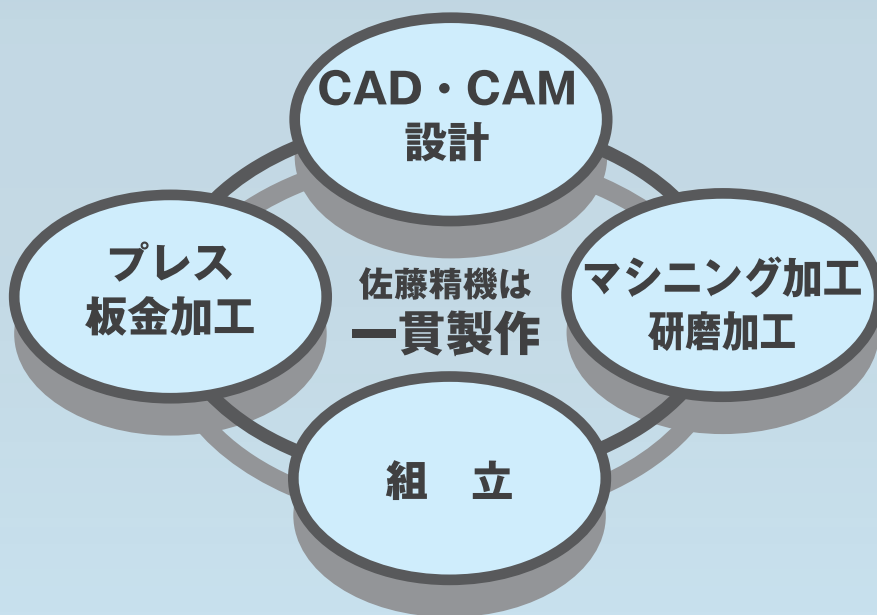 CAD・CAM
設計
プレス
板金加工
佐藤精機は
一貫製作
マシニング加工
研磨加工
組　立